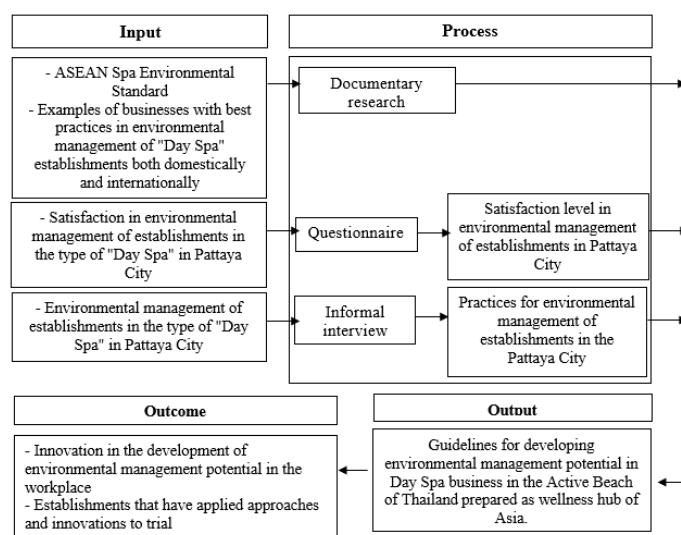 Input
Process
- ASEAN Spa Environmental
Standard
- Examples of businesses with best
practices in environmental
management of "Day Spa"
establishments both domestically
and internationally
Documentary
research
- Satisfaction in environmental
management of establishments in
the type of "Day Spa" in Pattaya
City
Questionnaire
Satisfaction level in
environmental management
of establishments in Pattaya
City
- Environmental management of
establishments in the type of "Day
Spa" in Pattaya City
Informal
interview
Practices for environmental
management of
establishments in the
Pattaya City
Outcome
Output
- Innovation in the development of
environmental management potential in the
workplace
- Establishments that have applied approaches
and innovations to trial
Guidelines for developing
environmental management potential in
Day Spa business in the Active Beach
of Thailand prepared as wellness hub of
Asia.